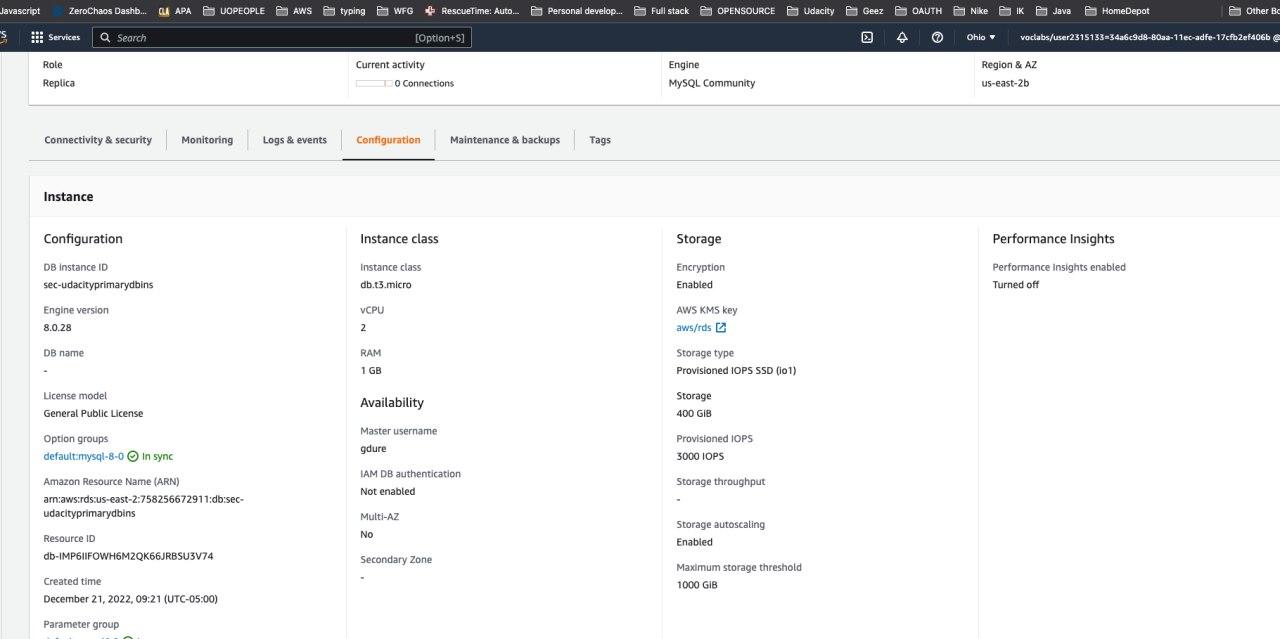 Javascript ZeroChaos Dashb... APA UOPEOPLE AWS typing WFG RescueTime: Auto... Personal develop... Full stack OPENSOURCE Udacity Geez OAUTH Nike IK Java HomeDepot Other Bo
Services Search [Option+S] Ohio voclabs/user2315133=34a6c9d8-80aa-11ec-adfe-17cfb2ef406b @
Role Current activity Engine Region & AZ
Replica 0 Connections MySQL Community us-east-2b
Connectivity & security Monitoring Logs & events Configuration Maintenance & backups Tags
Instance
Configuration
DB instance ID
sec-udacityprimarydbins
Engine version
8.0.28
DB name
-
License model
General Public License
Option groups
default:mysql-8-0 In sync
Amazon Resource Name (ARN)
arn:aws:rds:us-east-2:758256672911:db:sec-
udacityprimarydbins
Resource ID
db-IMP6IIFOWH6M2QK66JRBSU3V74
Created time
December 21, 2022, 09:21 (UTC-05:00)
Parameter group
Instance class
Instance class
db.t3.micro
vCPU
2
RAM
1 GB
Availability
Master username
gdure
IAM DB authentication
Not enabled
Multi-AZ
No
Secondary Zone
-
Storage
Encryption
Enabled
AWS KMS key
aws/rds
Storage type
Provisioned IOPS SSD (io1)
Storage
400 GiB
Provisioned IOPS
3000 IOPS
Storage throughput
-
Storage autoscaling
Enabled
Maximum storage threshold
1000 GiB
Performance Insights
Performance Insights enabled
Turned off